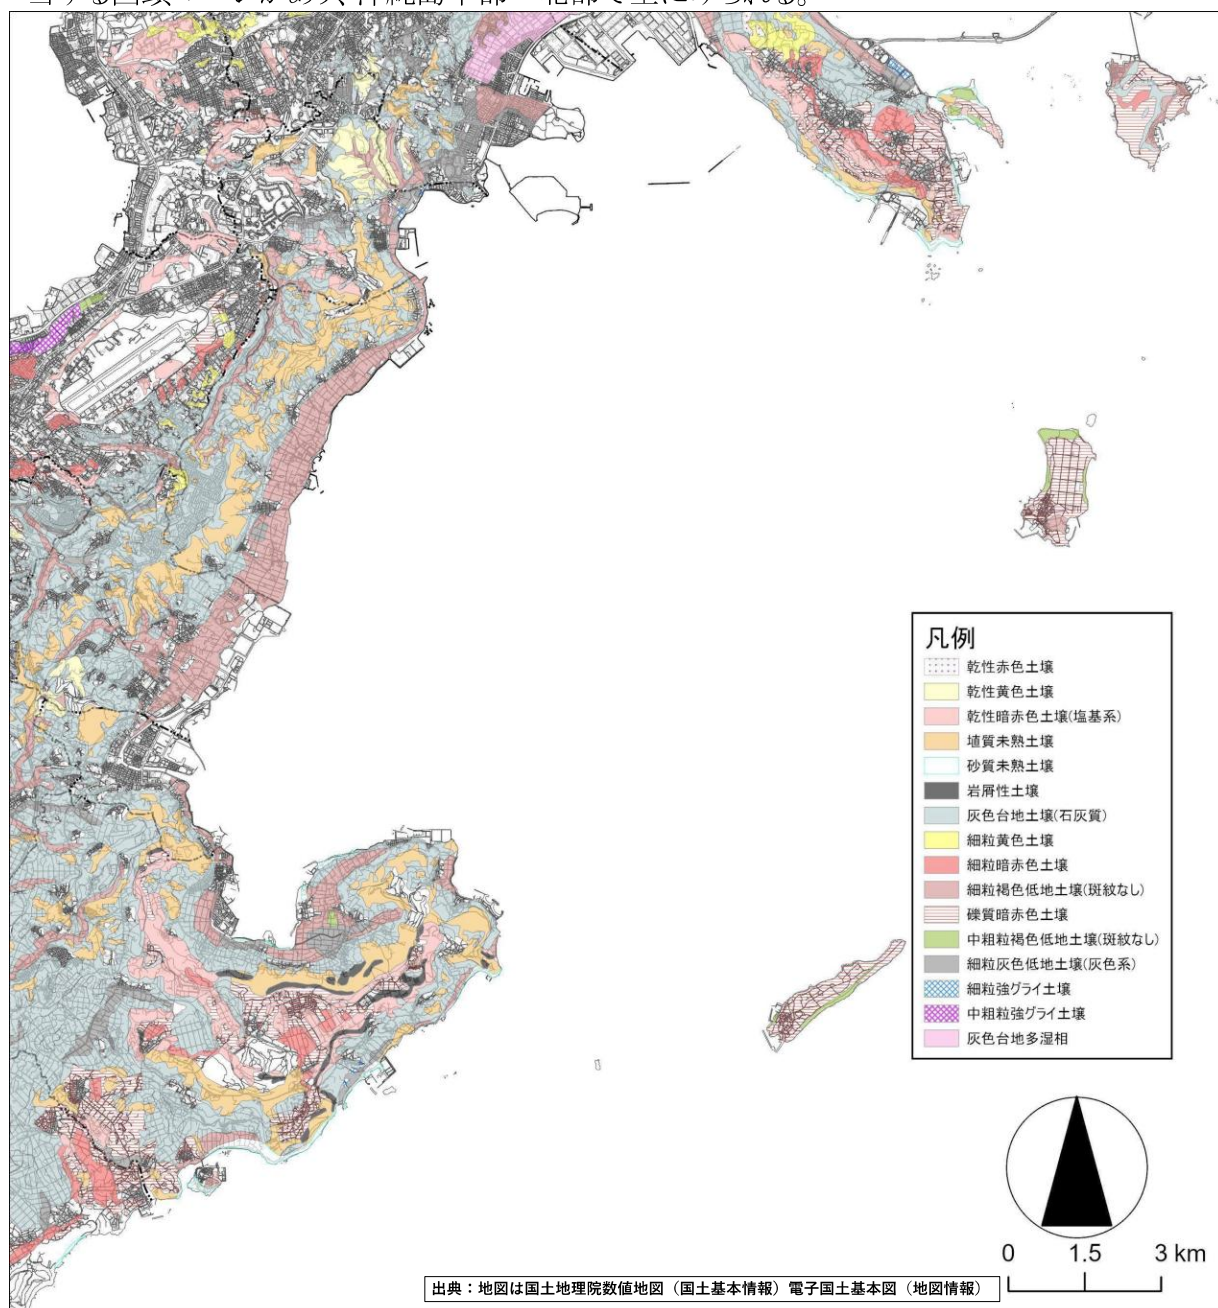 凡例
乾性赤色土壌
乾性黄色土壌
乾性暗赤色土壌(塩基系)
埴質未熟土壌
砂質未熟土壌
岩屑性土壌
灰色台地土壌(石灰質)
細粒黄色土壌
細粒暗赤色土壌
細粒褐色低地土壌(斑紋なし)
礫質暗赤色土壌
中粗粒褐色低地土壌(斑紋なし)
細粒灰色低地土壌(灰色系)
細粒強グライ土壌
中粗粒強グライ土壌
灰色台地多湿相
0 1.5 3 km
出典：地図は国土地理院数値地図（国土基本情報）電子国土基本図（地図情報）